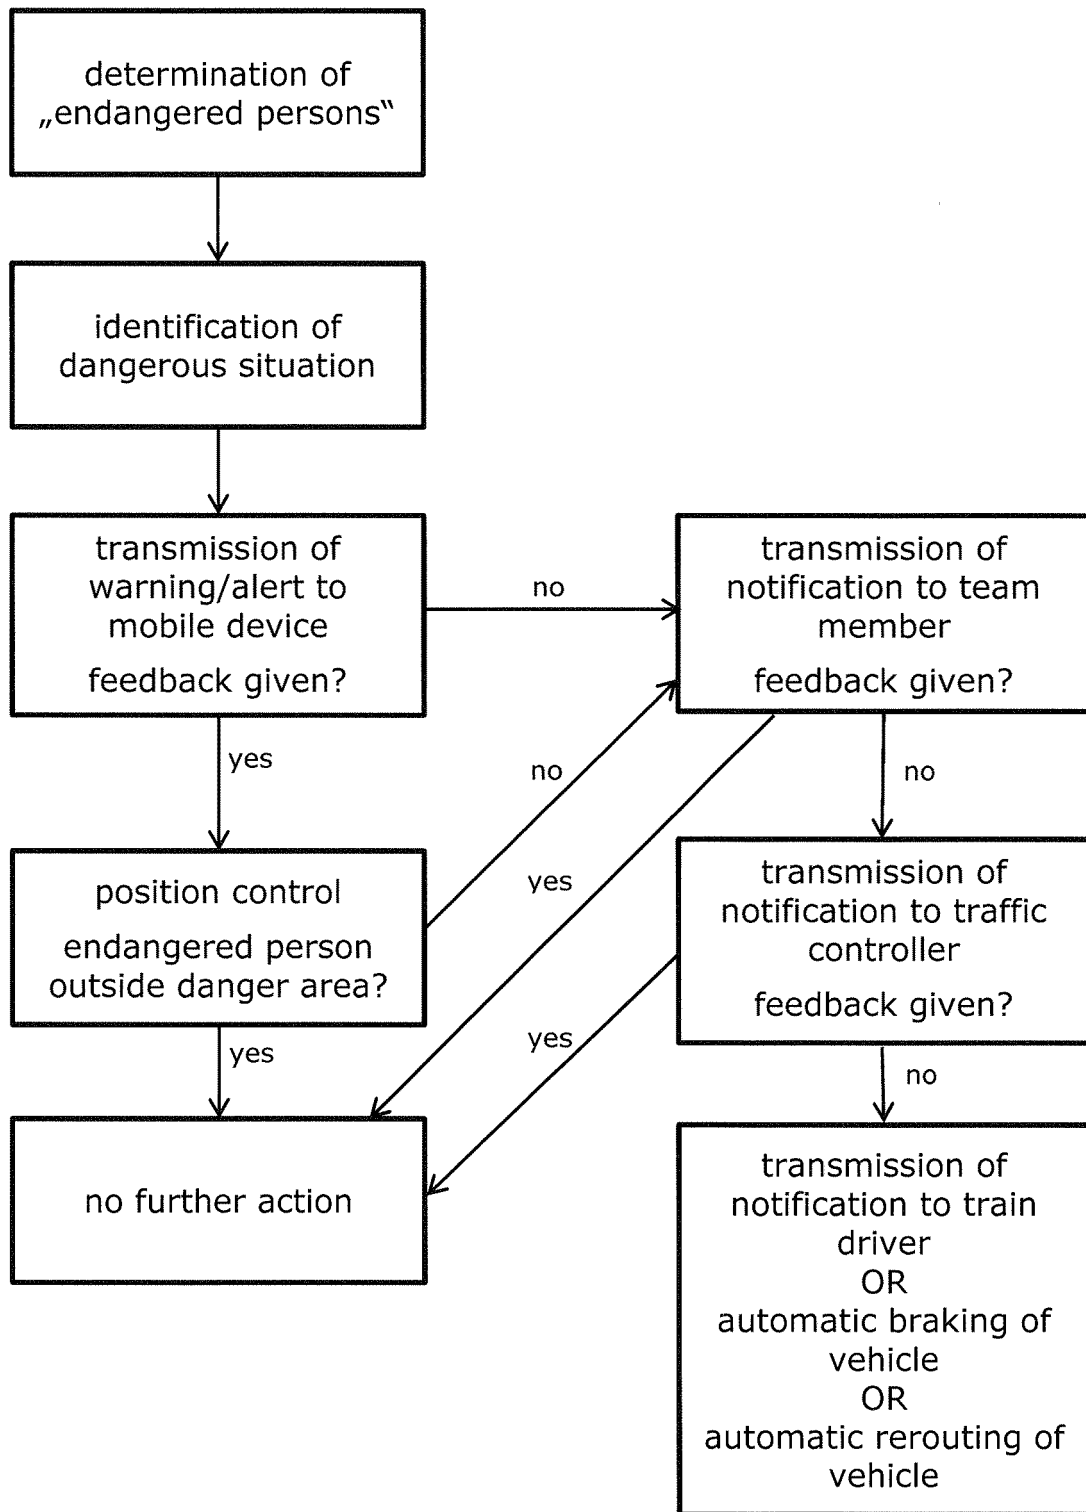 determination of
„endangered persons“
identification of
dangerous situation
transmission of
warning/alert to
mobile device
feedback given?
no
transmission of
notification to team
member
feedback given?
yes
no
no
position control
endangered person
outside danger area?
yes
transmission of
notification to traffic
controller
feedback given?
yes
yes
no
no further action
transmission of
notification to train
driver
OR
automatic braking of
vehicle
OR
automatic rerouting of
vehicle